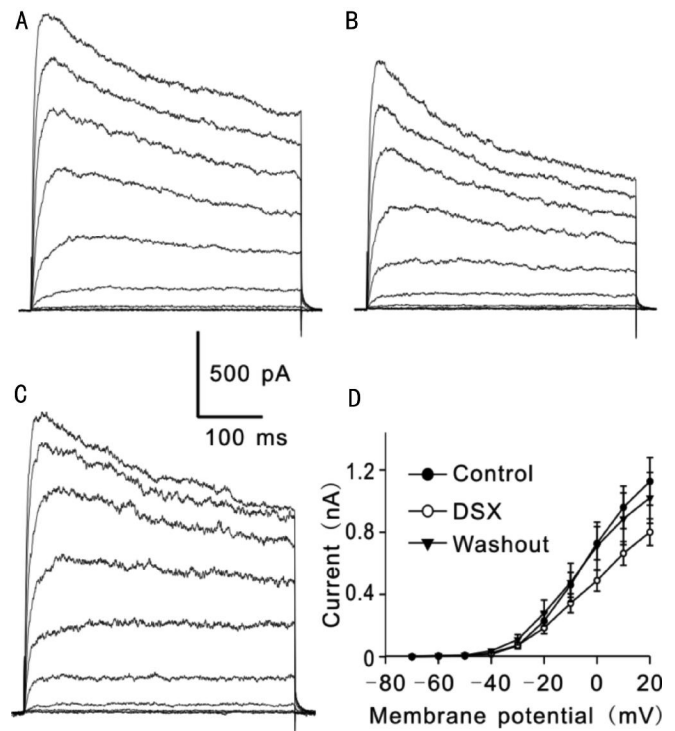 A
B
500 pA
100 ms
C
D
1.2
0.8
0.4
0
Current (nA)
Control
DSX
Washout
−80 −60 −40 −20 0 20
Membrane potential (mV)